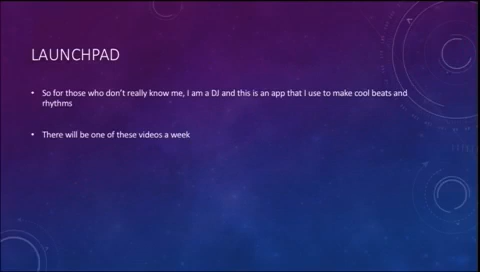 LAUNCHPAD
• So for those who don't really know me, I am a DJ and this is an app that I use to make cool beats and
rhythms
• There will be one of these videos a week